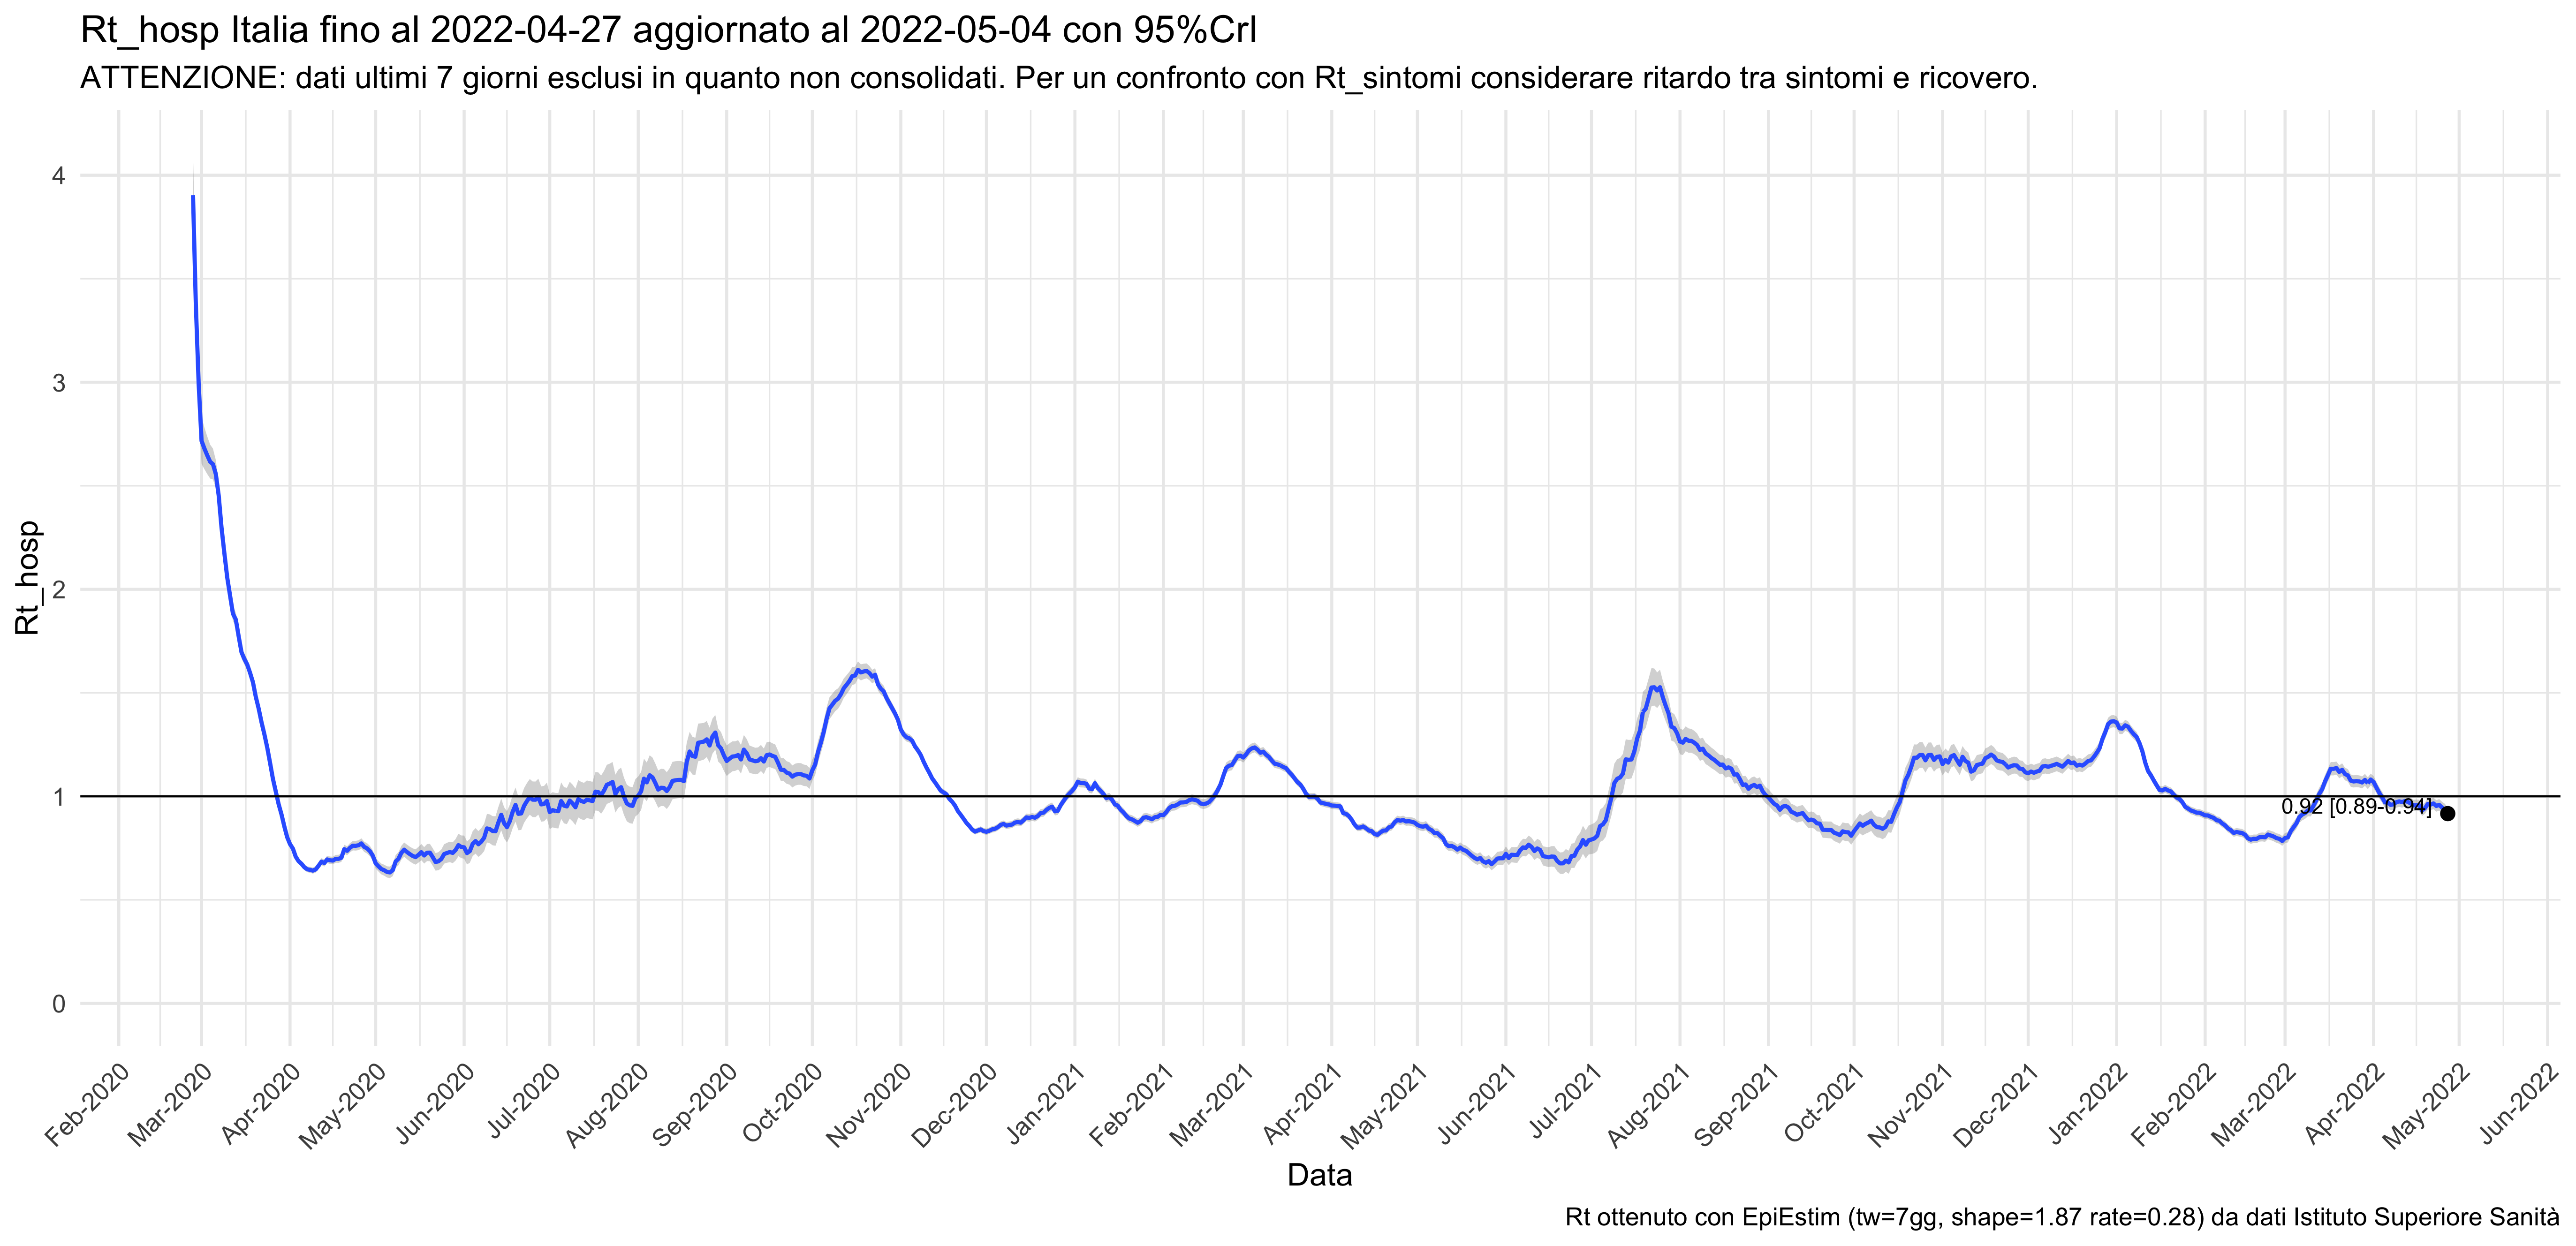 Rt_hosp Italia fino al 2022-04-27 aggiornato al 2022-05-04 con 95%CrI
ATTENZIONE: dati ultimi 7 giorni esclusi in quanto non consolidati. Per un confronto con Rt_sintomi considerare ritardo tra sintomi e ricovero.
Rt_hosp
4
3
2
1
0
0.92 [0.89-0.94]
Feb-2020
Mar-2020
Apr-2020
May-2020
Jun-2020
Jul-2020
Aug-2020
Sep-2020
Oct-2020
Nov-2020
Dec-2020
Jan-2021
Feb-2021
Mar-2021
Apr-2021
May-2021
Jun-2021
Jul-2021
Aug-2021
Sep-2021
Oct-2021
Nov-2021
Dec-2021
Jan-2022
Feb-2022
Mar-2022
Apr-2022
May-2022
Jun-2022
Data
Rt ottenuto con EpiEstim (tw=7gg, shape=1.87 rate=0.28) da dati Istituto Superiore Sanità